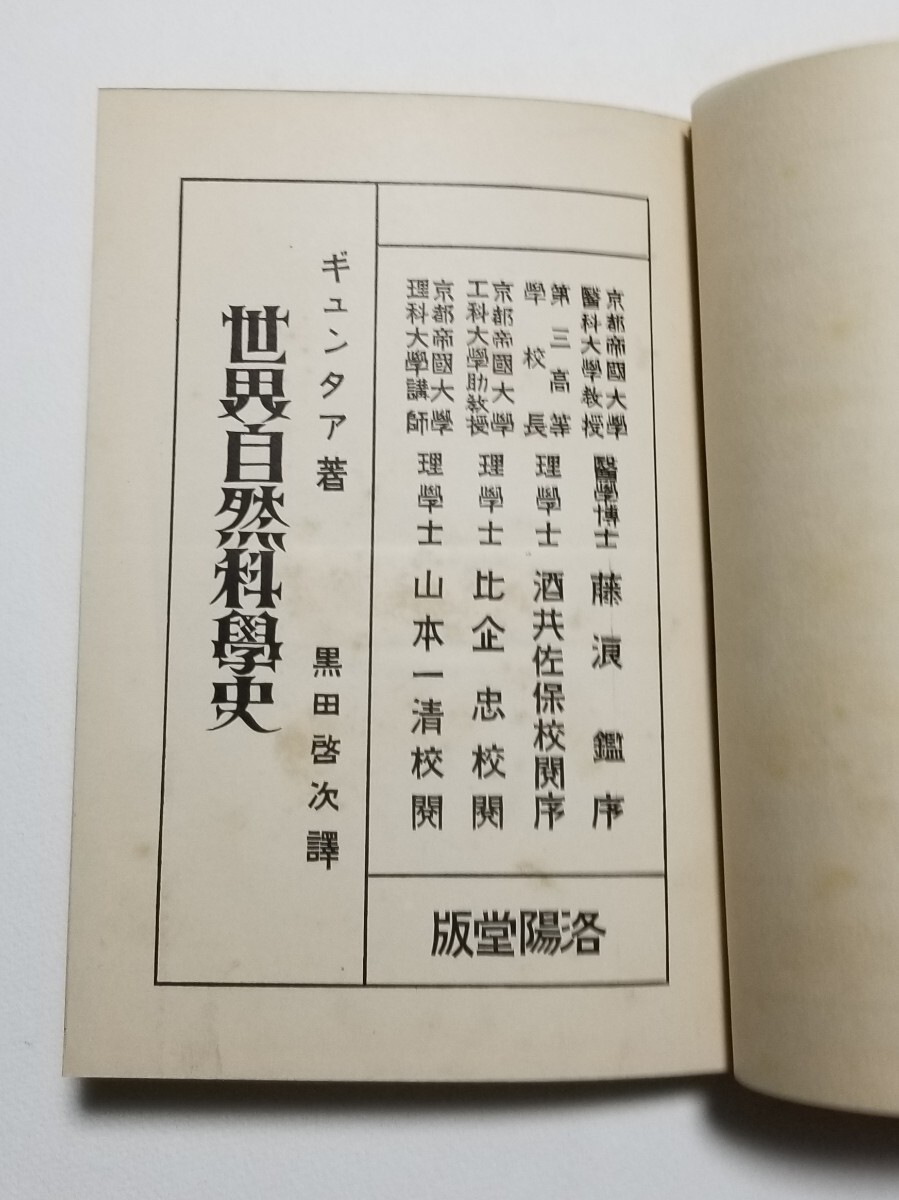 京都帝國大學
醫科大學教授
醫學博士 藤浪鑑序
第三高等
學校長
理學士 酒井佐保校閲序
京都帝國大學
工科大學助教授
理學士 比企忠校閲
京都帝國大學
理科大學講師
理學士 山本一清校閲
ギュンタア著
黒田啓次譯
世界自然科學史
洛陽堂版